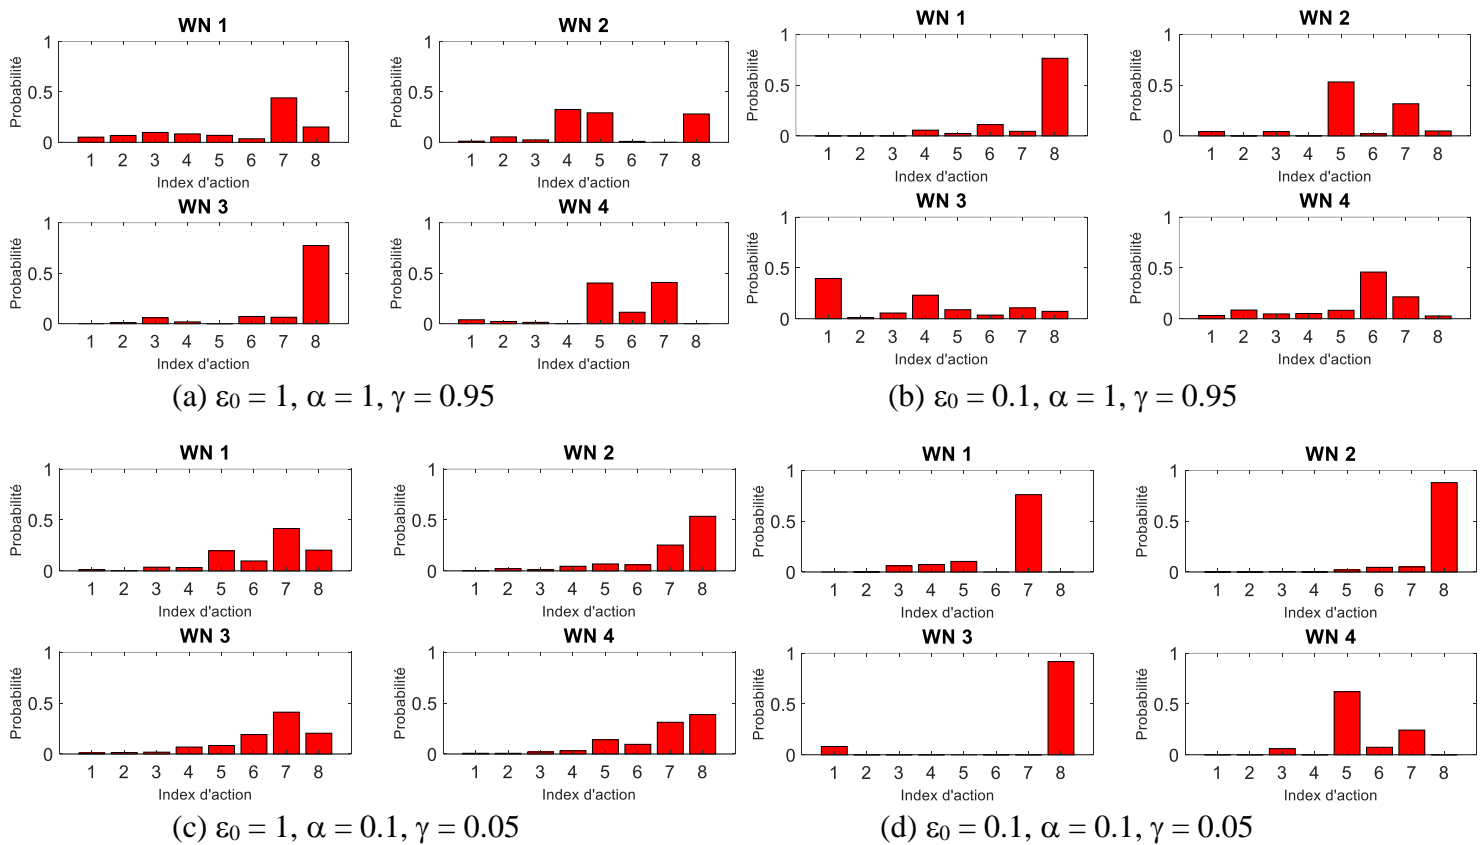 WN 1
Probabilité
1
0.5
0
1 2 3 4 5 6 7 8
Index d'action
WN 2
Probabilité
1
0.5
0
1 2 3 4 5 6 7 8
Index d'action
WN 3
Probabilité
1
0.5
0
1 2 3 4 5 6 7 8
Index d'action
WN 4
Probabilité
1
0.5
0
1 2 3 4 5 6 7 8
Index d'action
(a) ε0 = 1, α = 1, γ = 0.95
WN 1
Probabilité
1
0.5
0
1 2 3 4 5 6 7 8
Index d'action
WN 2
Probabilité
1
0.5
0
1 2 3 4 5 6 7 8
Index d'action
WN 3
Probabilité
1
0.5
0
1 2 3 4 5 6 7 8
Index d'action
WN 4
Probabilité
1
0.5
0
1 2 3 4 5 6 7 8
Index d'action
(b) ε0 = 0.1, α = 1, γ = 0.95
WN 1
Probabilité
1
0.5
0
1 2 3 4 5 6 7 8
Index d'action
WN 2
Probabilité
1
0.5
0
1 2 3 4 5 6 7 8
Index d'action
WN 3
Probabilité
1
0.5
0
1 2 3 4 5 6 7 8
Index d'action
WN 4
Probabilité
1
0.5
0
1 2 3 4 5 6 7 8
Index d'action
(c) ε0 = 1, α = 0.1, γ = 0.05
WN 1
Probabilité
1
0.5
0
1 2 3 4 5 6 7 8
Index d'action
WN 2
Probabilité
1
0.5
0
1 2 3 4 5 6 7 8
Index d'action
WN 3
Probabilité
1
0.5
0
1 2 3 4 5 6 7 8
Index d'action
WN 4
Probabilité
1
0.5
0
1 2 3 4 5 6 7 8
Index d'action
(d) ε0 = 0.1, α = 0.1, γ = 0.05